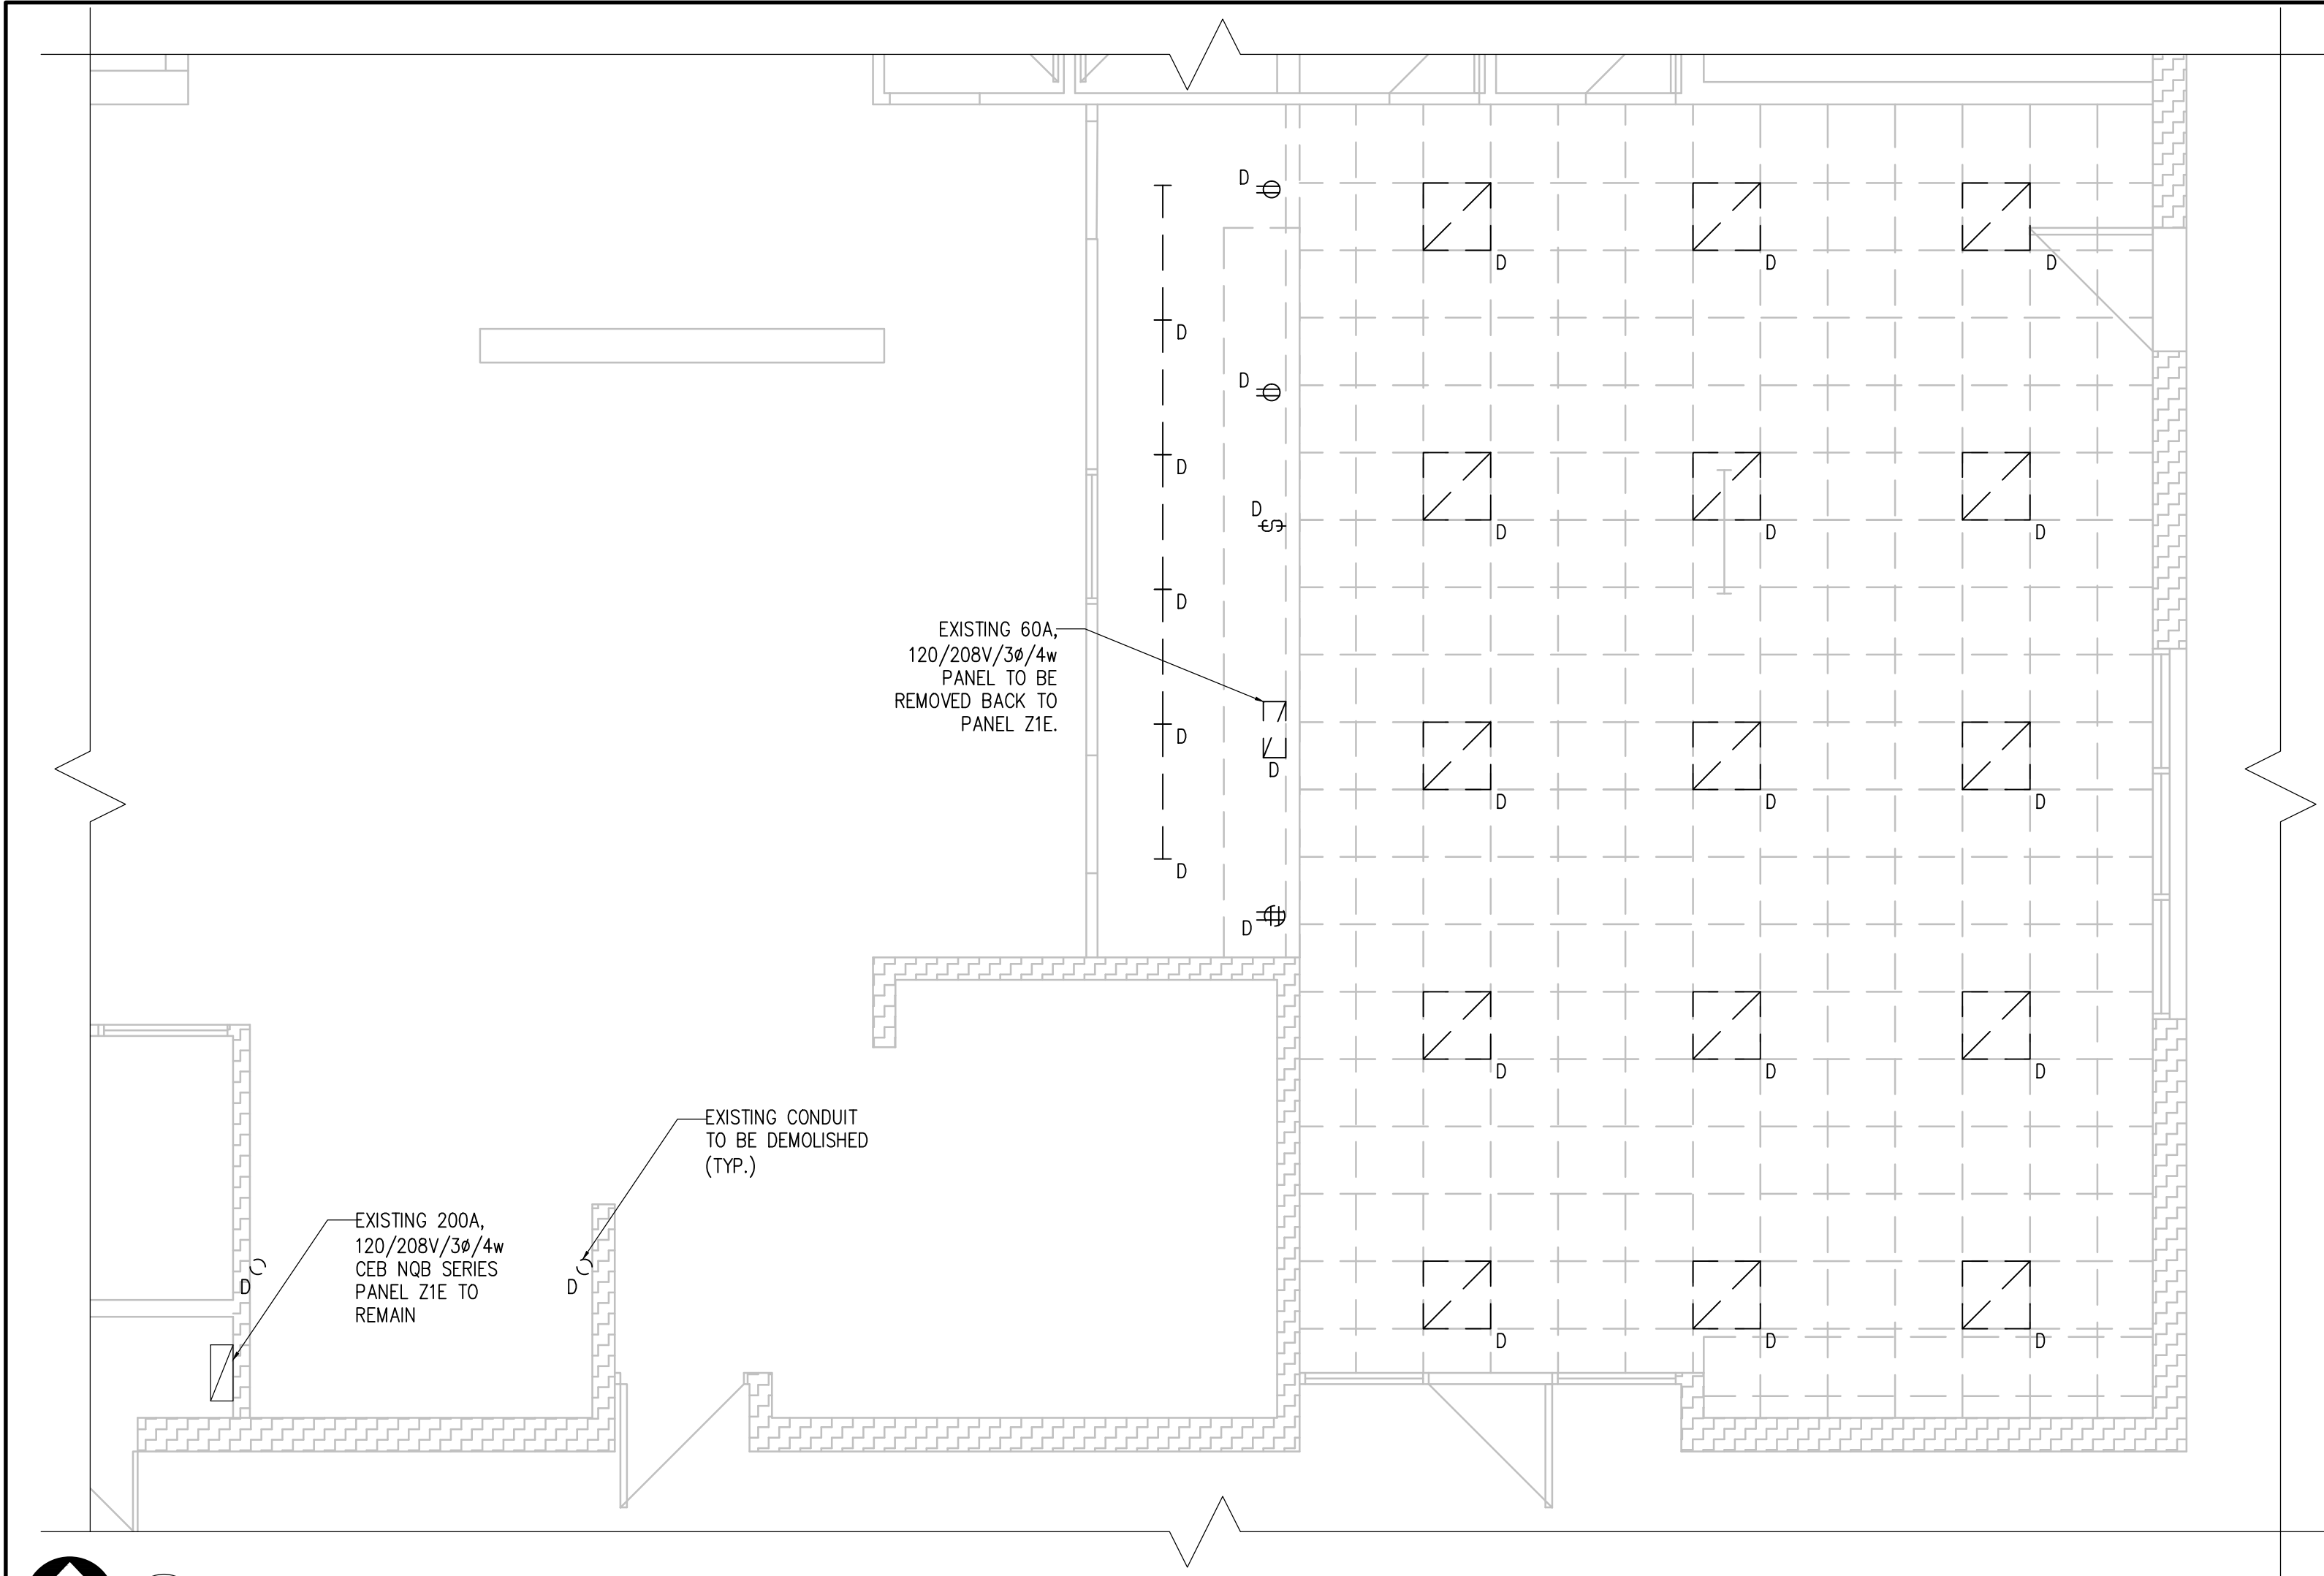 D
D
D
D
D
D
D
D
D
D
D
D
EXISTING 60A,
120/208V/3ø/4w
PANEL TO BE
REMOVED BACK TO
PANEL Z1E.
D
D
D
D
D
D
D
D
D
D
D
EXISTING CONDUIT
TO BE DEMOLISHED
(TYP.)
EXISTING 200A,
120/208V/3ø/4w
CEB NQB SERIES
PANEL Z1E TO
REMAIN
D
D
D
D
D